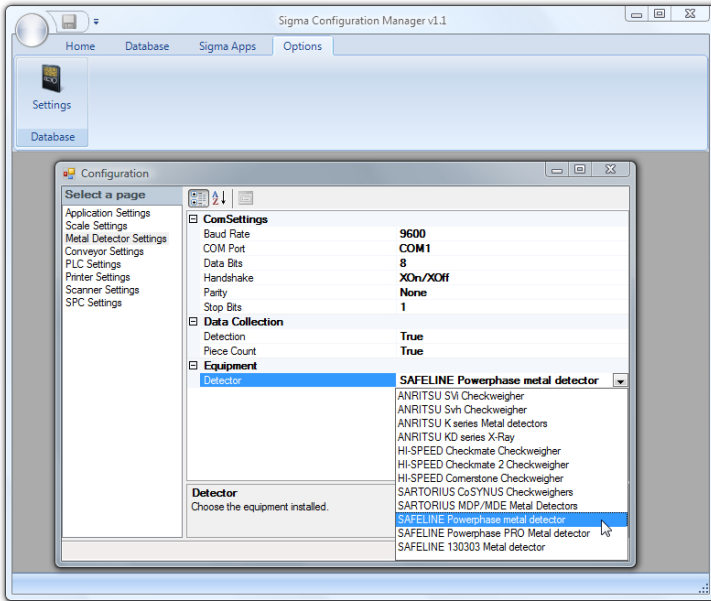 Sigma Configuration Manager v1.1
Home Database Sigma Apps Options
Settings
Database
Configuration
Select a page
Application Settings
Scale Settings
Metal Detector Settings
Conveyor Settings
PLC Settings
Printer Settings
Scanner Settings
SPC Settings
ComSettings
Baud Rate 9600
COM Port COM1
Data Bits 8
Handshake XOn/XOff
Parity None
Stop Bits 1
Data Collection
Detection True
Piece Count True
Equipment
Detector SAFELINE Powerphase metal detector
ANRITSU SVi Checkweigher
ANRITSU Svh Checkweigher
ANRITSU K series Metal detectors
ANRITSU KD series X-Ray
HI-SPEED Checkmate Checkweigher
HI-SPEED Checkmate 2 Checkweigher
HI-SPEED Cornerstone Checkweigher
SARTORIUS CoSYNUS Checkweighers
SARTORIUS MDP/MDE Metal Detectors
SAFELINE Powerphase metal detector
SAFELINE Powerphase PRO Metal detector
SAFELINE 130303 Metal detector
Detector
Choose the equipment installed.